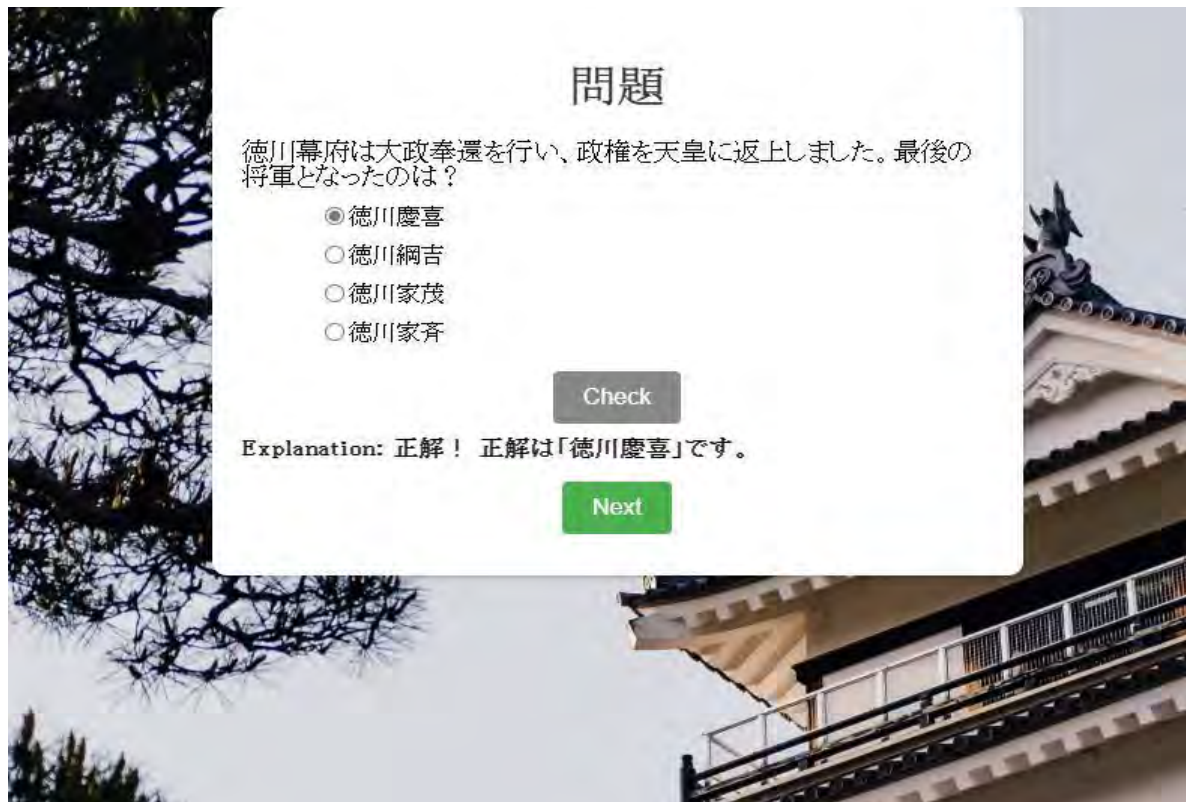 問題
徳川幕府は大政奉還を行い、政権を天皇に返上しました。最後の
将軍となったのは？
徳川慶喜
徳川綱吉
徳川家茂
徳川家斉
Check
Explanation: 正解！ 正解は「徳川慶喜」です。
Next